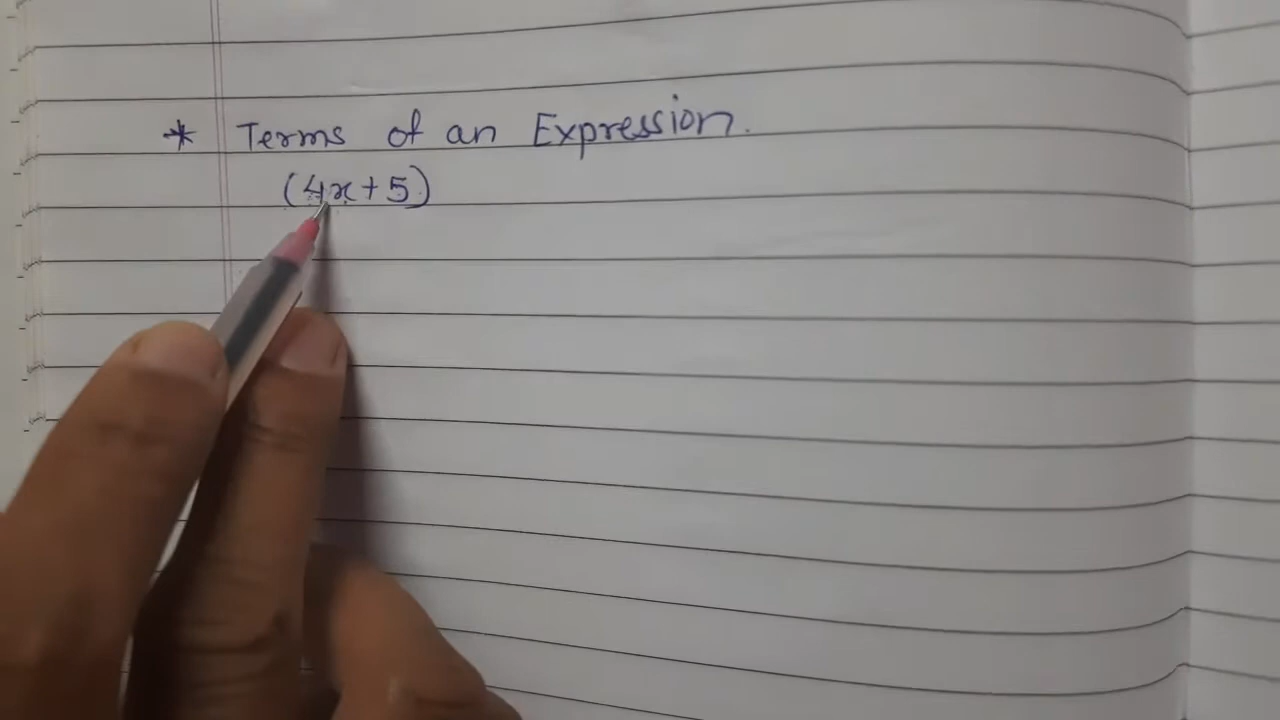 * Terms of an Expression.
(4x + 5)